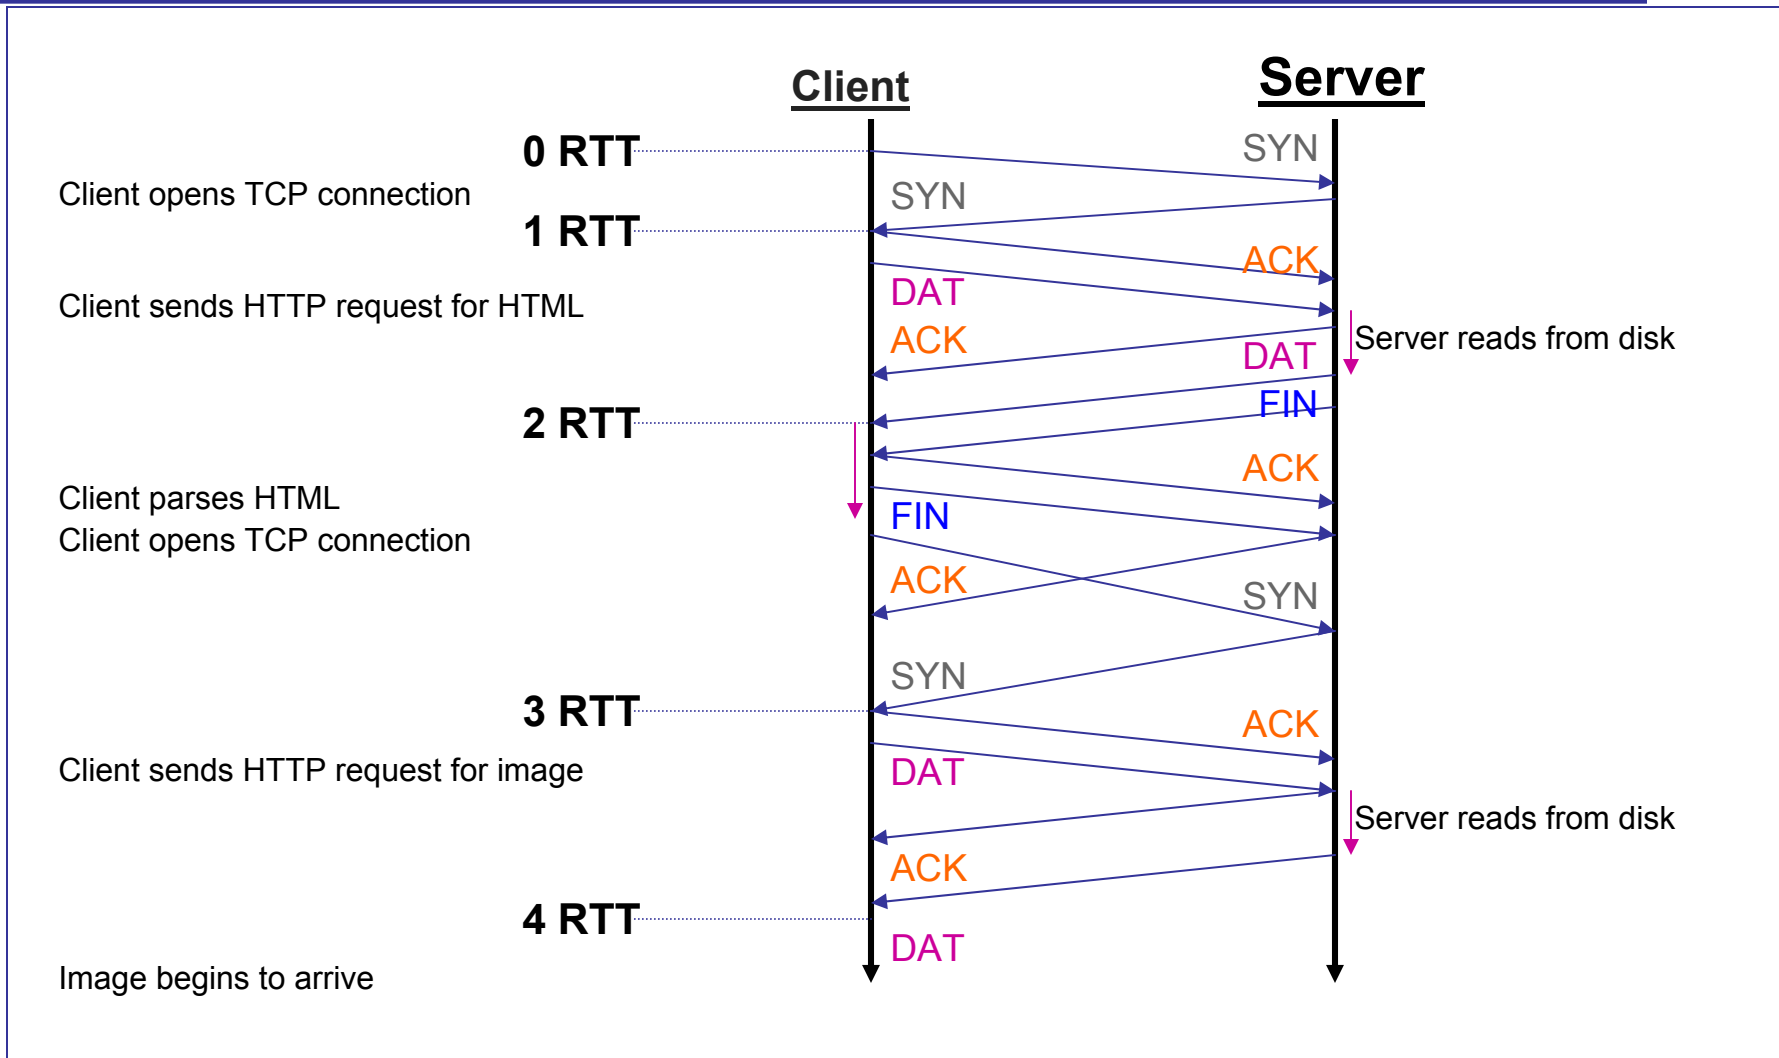 Client
Server
0 RTT
SYN
Client opens TCP connection
SYN
1 RTT
ACK
DAT
Client sends HTTP request for HTML
ACK
Server reads from disk
DAT
FIN
2 RTT
ACK
Client parses HTML
FIN
Client opens TCP connection
ACK
SYN
SYN
3 RTT
ACK
Client sends HTTP request for image
DAT
Server reads from disk
ACK
4 RTT
DAT
Image begins to arrive